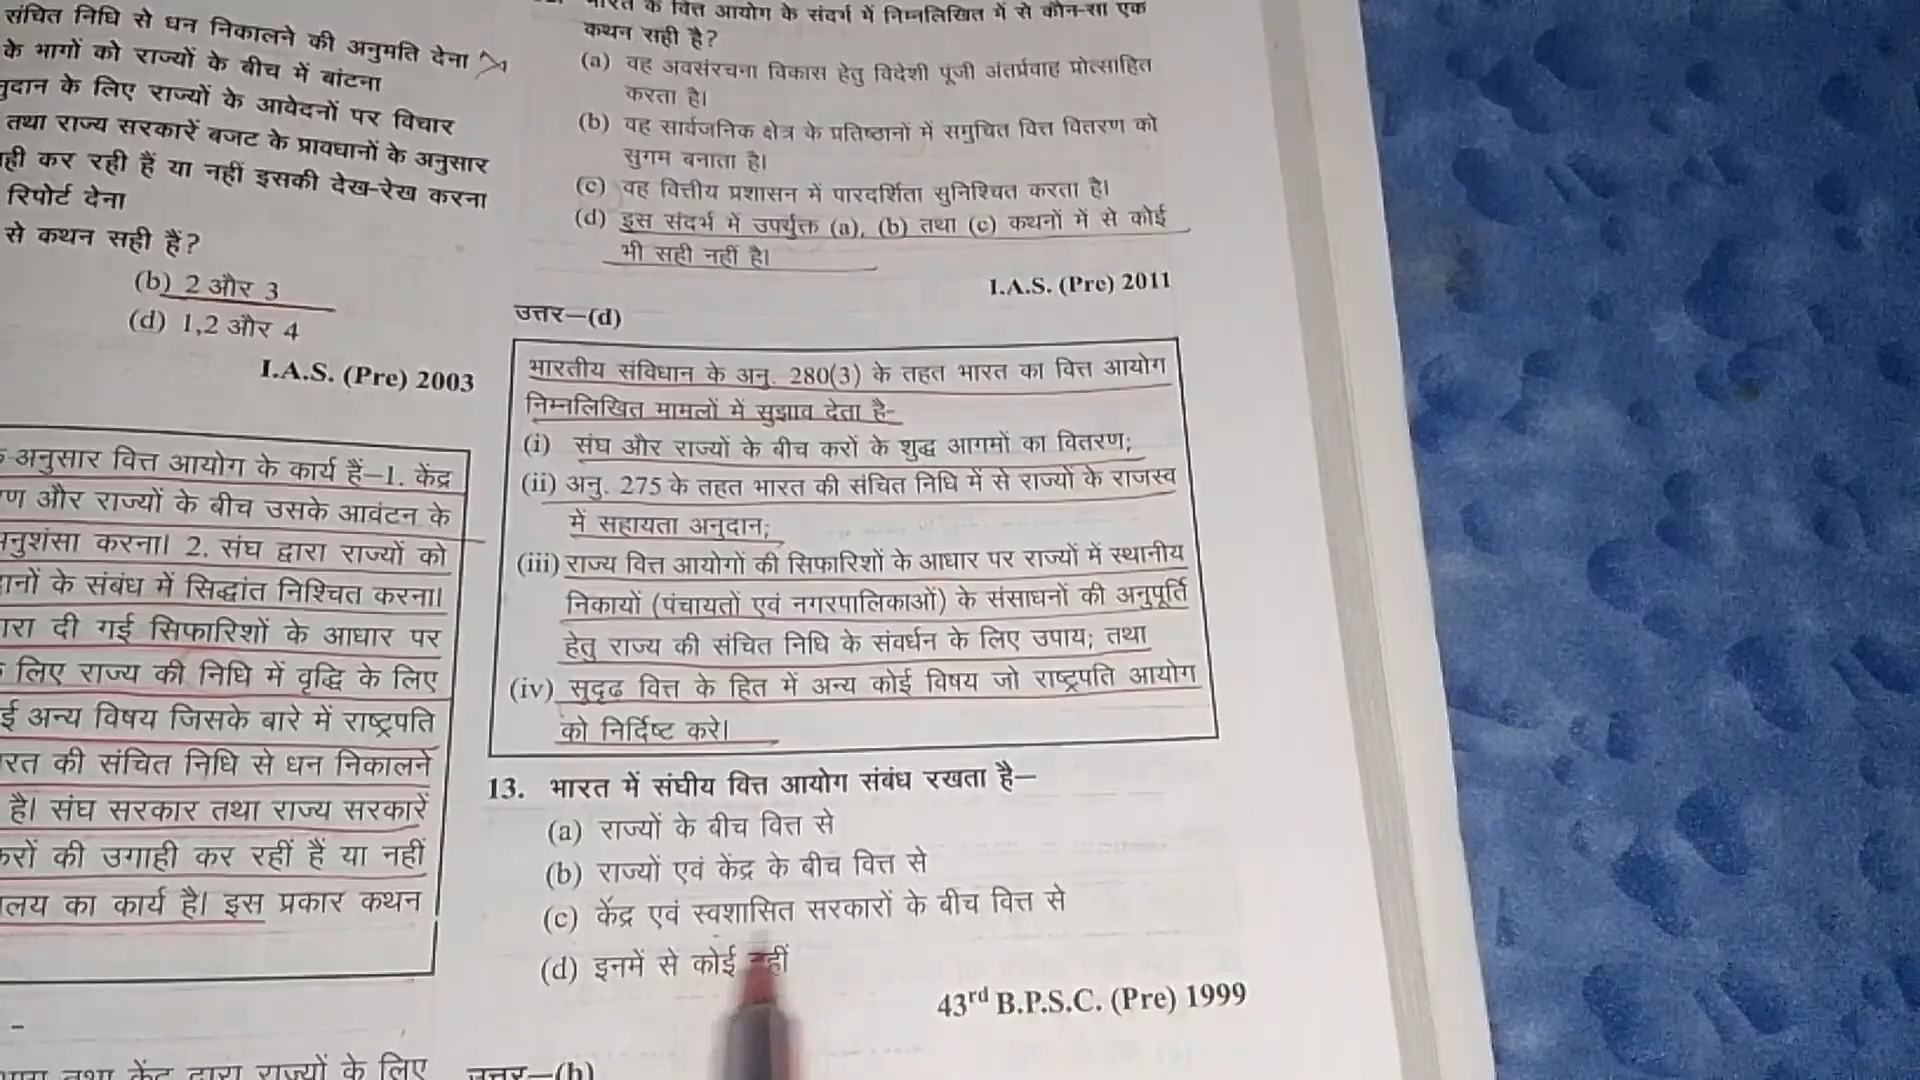 संचित निधि से धन निकालने की अनुमति देना
के भागों को राज्यों के बीच में बांटना
के लिए राज्यों के आवेदनों पर विचार
तथा राज्य सरकारें बजट के प्रावधानों के अनुसार
कर रही हैं या नहीं इसकी देख-रेख करना
रिपोर्ट देना
से कथन सही हैं?
(b) 2 और 3
(d) 1,2 और 4
I.A.S. (Pre) 2003
अनुसार वित्त आयोग के कार्य हैं–1. केंद्र
और राज्यों के बीच उसके आवंटन के
करना। 2. संघ द्वारा राज्यों को
के संबंध में सिद्धांत निश्चित करना।
दी गई सिफारिशों के आधार पर
लिए राज्य की निधि में वृद्धि के लिए
अन्य विषय जिसके बारे में राष्ट्रपति
की संचित निधि से धन निकालने
है। संघ सरकार तथा राज्य सरकारें
की उगाही कर रहीं हैं या नहीं
का कार्य है। इस प्रकार कथन
तथा केंद्र द्वारा राज्यों के लिए
भारत के वित्त आयोग के संदर्भ में निम्नलिखित में से कौन-सा एक
कथन सही है?
(a) वह अवसंरचना विकास हेतु विदेशी पूंजी अंतर्प्रवाह प्रोत्साहित
करता है।
(b) वह सार्वजनिक क्षेत्र के प्रतिष्ठानों में समुचित वित्त वितरण को
सुगम बनाता है।
(c) वह वित्तीय प्रशासन में पारदर्शिता सुनिश्चित करता है।
(d) इस संदर्भ में उपर्युक्त (a), (b) तथा (c) कथनों में से कोई
भी सही नहीं है।
I.A.S. (Pre) 2011
उत्तर–(d)
भारतीय संविधान के अनु. 280(3) के तहत भारत का वित्त आयोग
निम्नलिखित मामलों में सुझाव देता है-
(i) संघ और राज्यों के बीच करों के शुद्ध आगमों का वितरण;
(ii) अनु. 275 के तहत भारत की संचित निधि में से राज्यों के राजस्व
में सहायता अनुदान;
(iii) राज्य वित्त आयोगों की सिफारिशों के आधार पर राज्यों में स्थानीय
निकायों (पंचायतों एवं नगरपालिकाओं) के संसाधनों की अनुपूर्ति
हेतु राज्य की संचित निधि के संवर्धन के लिए उपाय; तथा
(iv) सुदृढ़ वित्त के हित में अन्य कोई विषय जो राष्ट्रपति आयोग
को निर्दिष्ट करे।
13. भारत में संघीय वित्त आयोग संबंध रखता है–
(a) राज्यों के बीच वित्त से
(b) राज्यों एवं केंद्र के बीच वित्त से
(c) केंद्र एवं स्वशासित सरकारों के बीच वित्त से
(d) इनमें से कोई नहीं
43rd B.P.S.C. (Pre) 1999
उत्तर–(b)